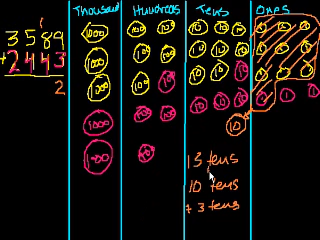 Thousand Hundreds Tens Ones
1
3589
+2443
2
1000 100 100 10 10 10 1 1 1
1000 100 100 10 10 10 1 1 1
1000 100 100 10 10 10 1 1 1
1000 100 100 10 10 10 1 1 1
1000 100 10
13 tens
10 tens
+ 3 tens